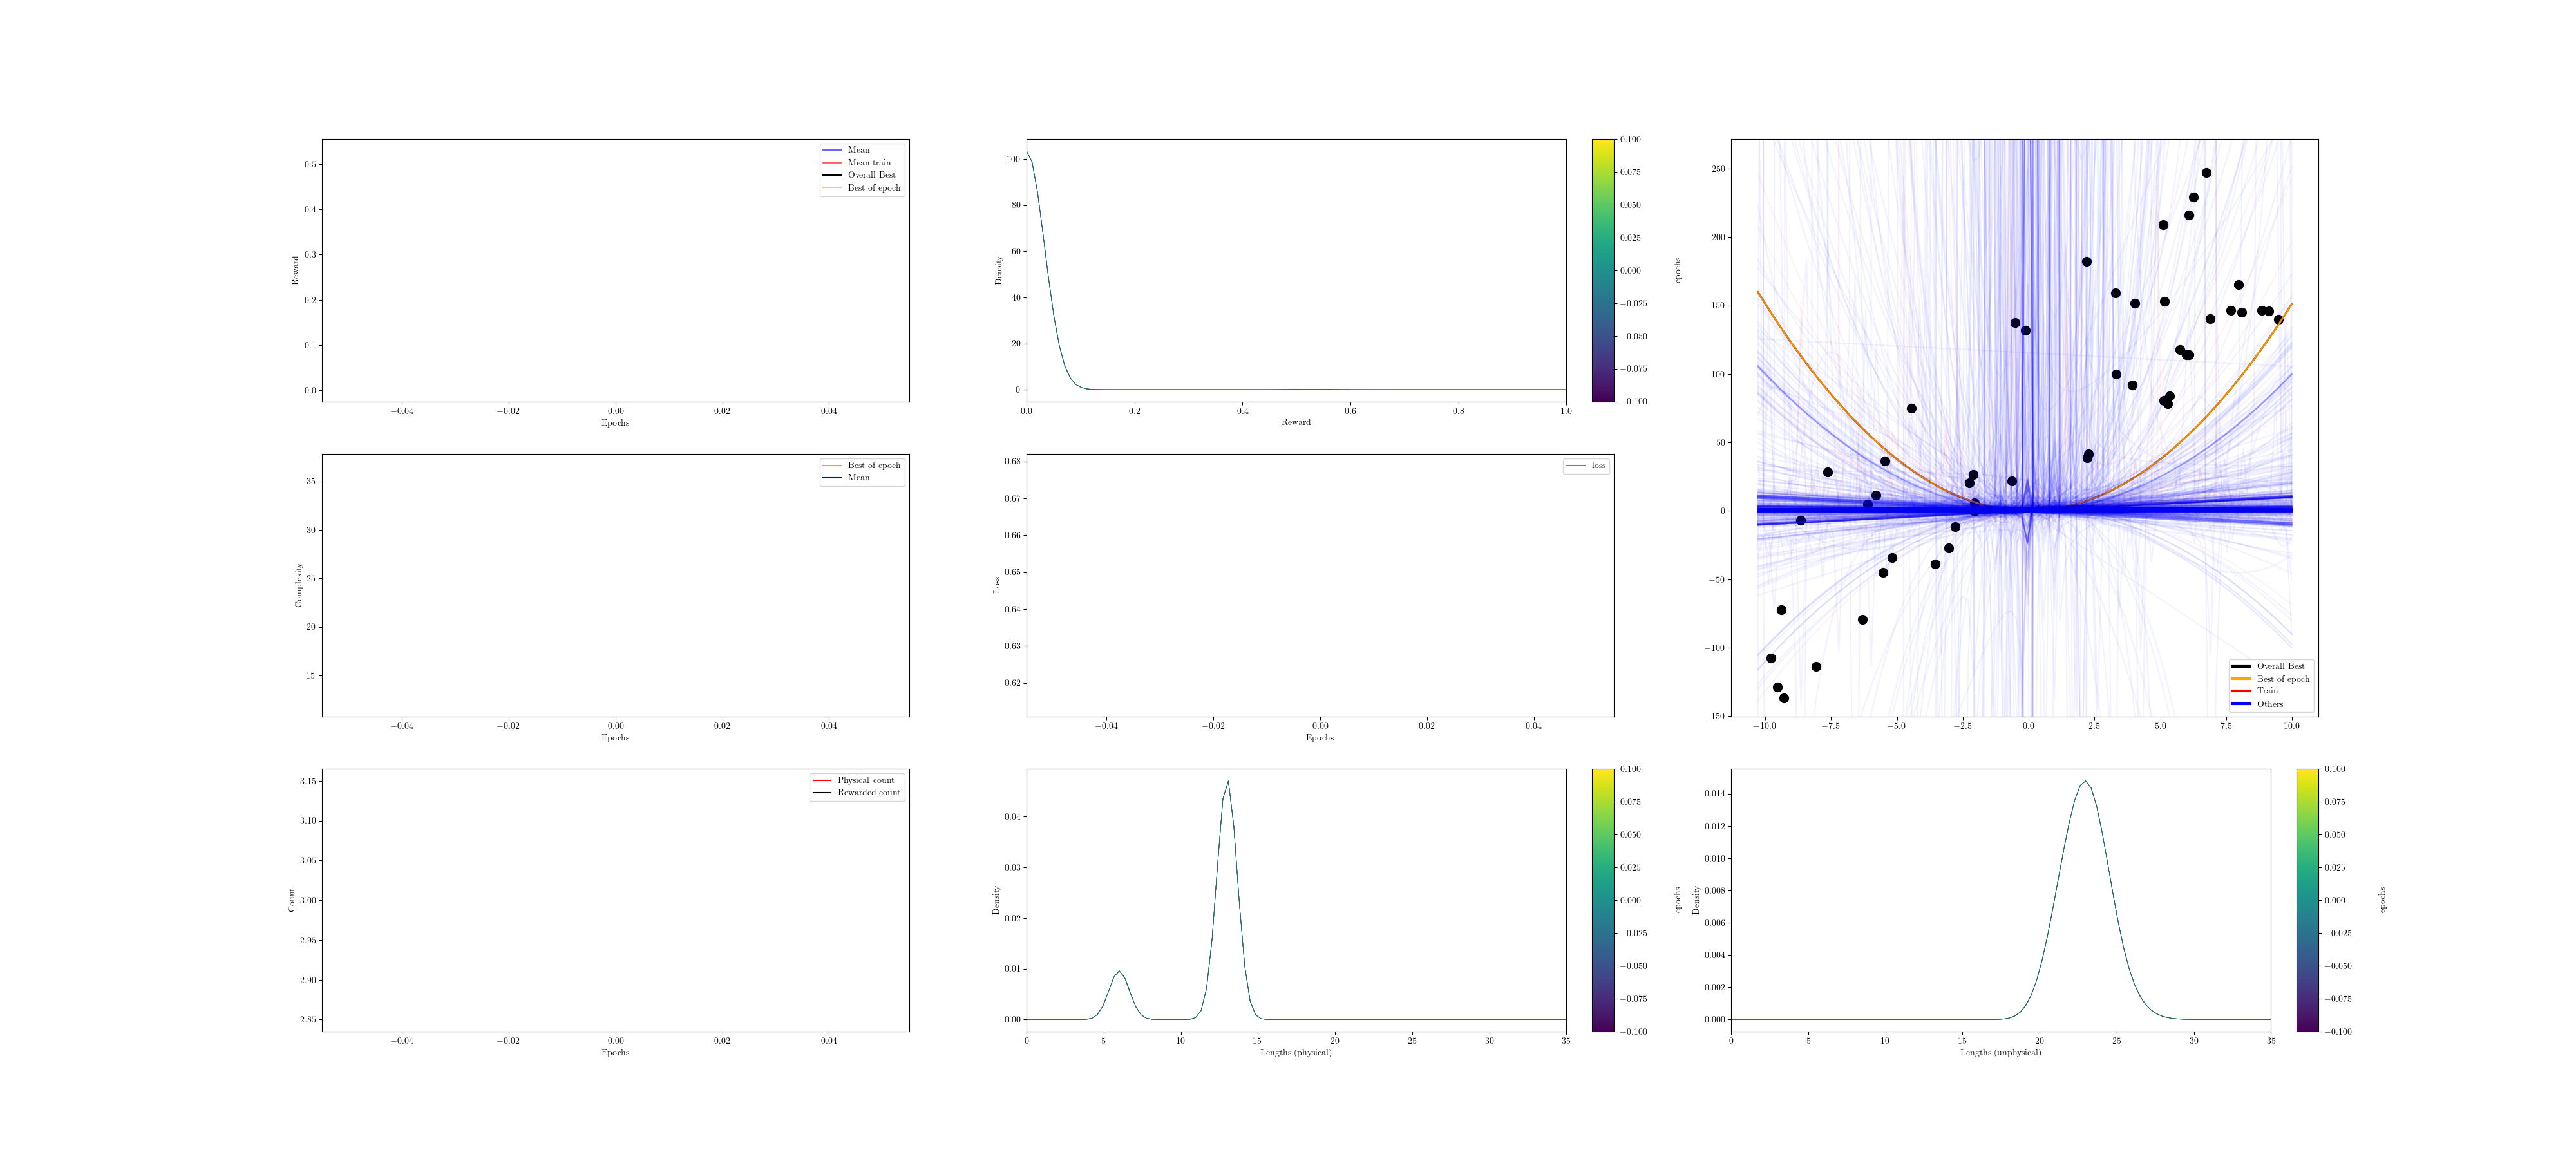 Mean
Mean train
Overall Best
Best of epoch
0.5
0.4
0.3
0.2
0.1
0.0
Reward
−0.04 −0.02 0.00 0.02 0.04
Epochs
100
80
60
40
20
0
Density
0.0 0.2 0.4 0.6 0.8 1.0
Reward
0.100
0.075
0.050
0.025
0.000
−0.025
−0.050
−0.075
−0.100
epochs
250
200
150
100
50
0
−50
−100
−150
−10.0 −7.5 −5.0 −2.5 0.0 2.5 5.0 7.5 10.0
Overall Best
Best of epoch
Train
Others
Best of epoch
Mean
35
30
25
20
15
Complexity
−0.04 −0.02 0.00 0.02 0.04
Epochs
loss
0.68
0.67
0.66
0.65
0.64
0.63
0.62
Loss
−0.04 −0.02 0.00 0.02 0.04
Epochs
Physical count
Rewarded count
3.15
3.10
3.05
3.00
2.95
2.90
2.85
Count
−0.04 −0.02 0.00 0.02 0.04
Epochs
0.04
0.03
0.02
0.01
0.00
Density
0 5 10 15 20 25 30 35
Lengths (physical)
0.100
0.075
0.050
0.025
0.000
−0.025
−0.050
−0.075
−0.100
epochs
0.014
0.012
0.010
0.008
0.006
0.004
0.002
0.000
Density
0 5 10 15 20 25 30 35
Lengths (unphysical)
0.100
0.075
0.050
0.025
0.000
−0.025
−0.050
−0.075
−0.100
epochs